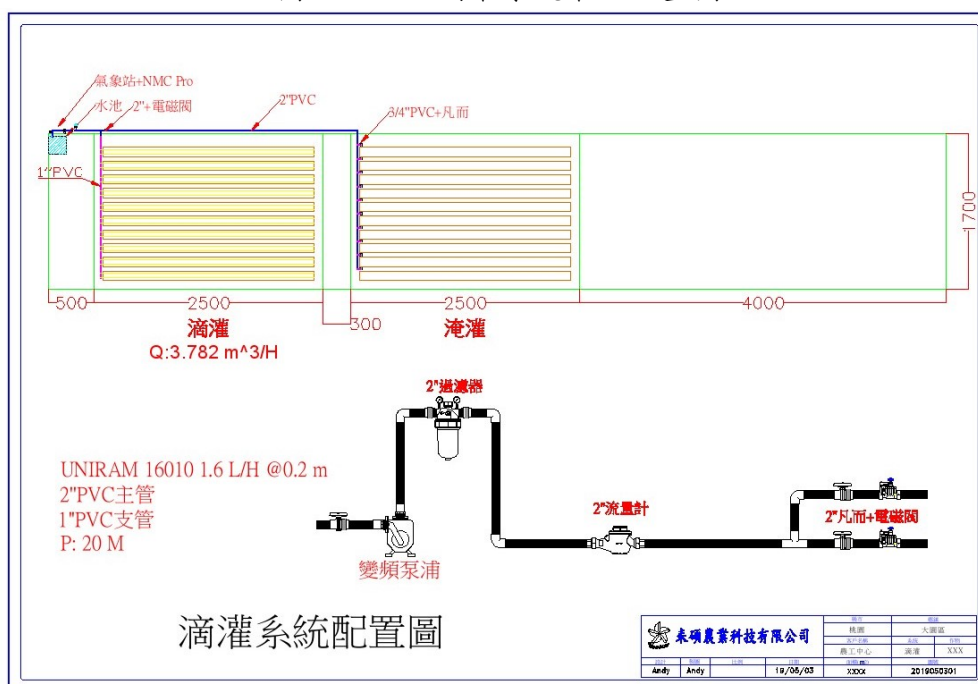 氣象站+NMC Pro
水池
2"+電磁閥
2"PVC
3/4"PVC+凡而
1"PVC
1700
500
2500
300
2500
4000
滴灌
淹灌
Q:3.782 m^3/H
2"過濾器
UNIRAM 16010 1.6 L/H @0.2 m
2"PVC主管
1"PVC支管
P: 20 M
2"流量計
2"凡而+電磁閥
變頻泵浦
滴灌系統配置圖
桃園
大園區
農工中心
滴灌
XXX
農業科技有限公司
Andy
Andy
19/05/03
XXXX
2019050301